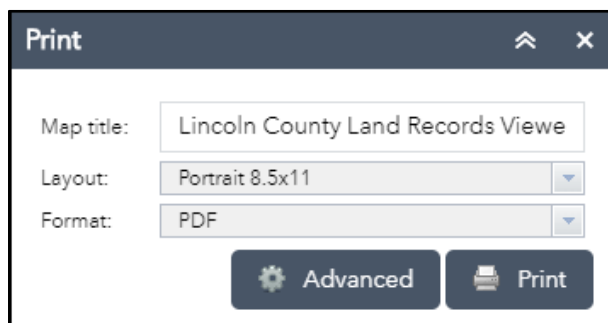 Print
Map title: Lincoln County Land Records Viewe
Layout: Portrait 8.5x11
Format: PDF
Advanced Print